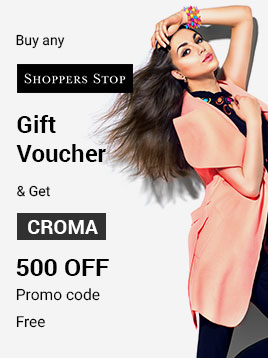 Buy any
SHOPPERS STOP
Gift
Voucher
& Get
CROMA
500 OFF
Promo code
Free